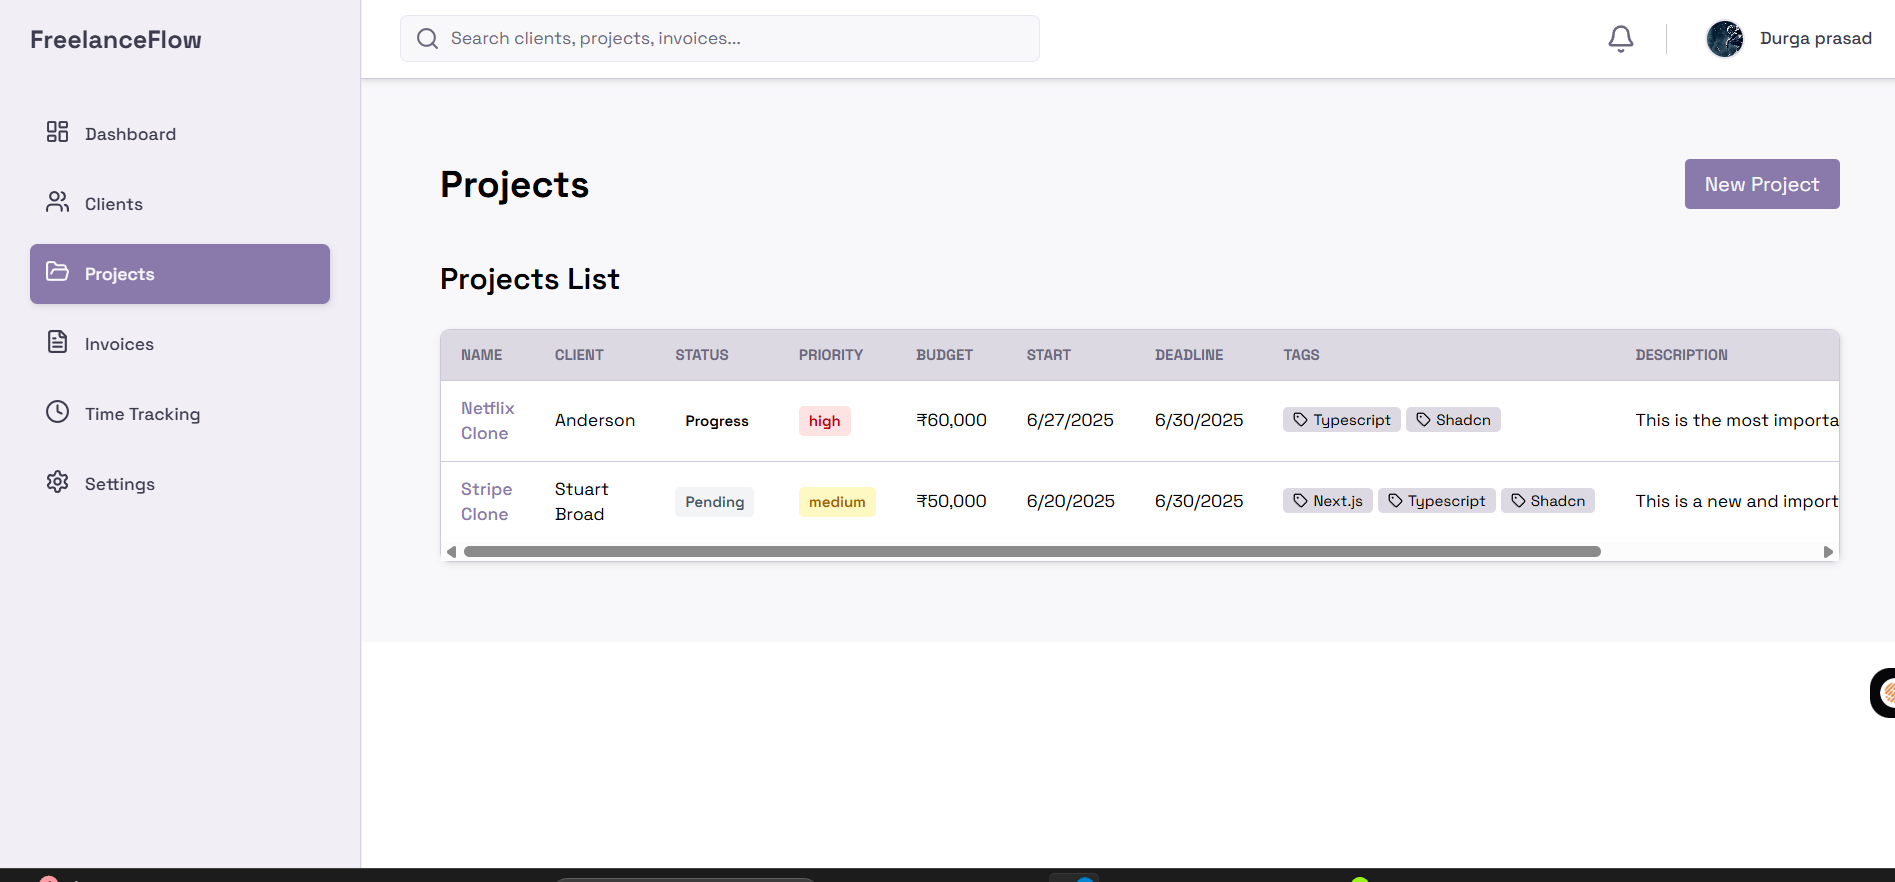 FreelanceFlow
Search clients, projects, invoices...
Durga prasad
Dashboard
Clients
Projects
Invoices
Time Tracking
Settings
Projects
New Project
Projects List
NAME CLIENT STATUS PRIORITY BUDGET START DEADLINE TAGS DESCRIPTION
Netflix
Clone
Anderson Progress high ₹60,000 6/27/2025 6/30/2025 Typescript Shadcn This is the most importa
Stripe
Clone
Stuart
Broad
Pending medium ₹50,000 6/20/2025 6/30/2025 Next.js Typescript Shadcn This is a new and import